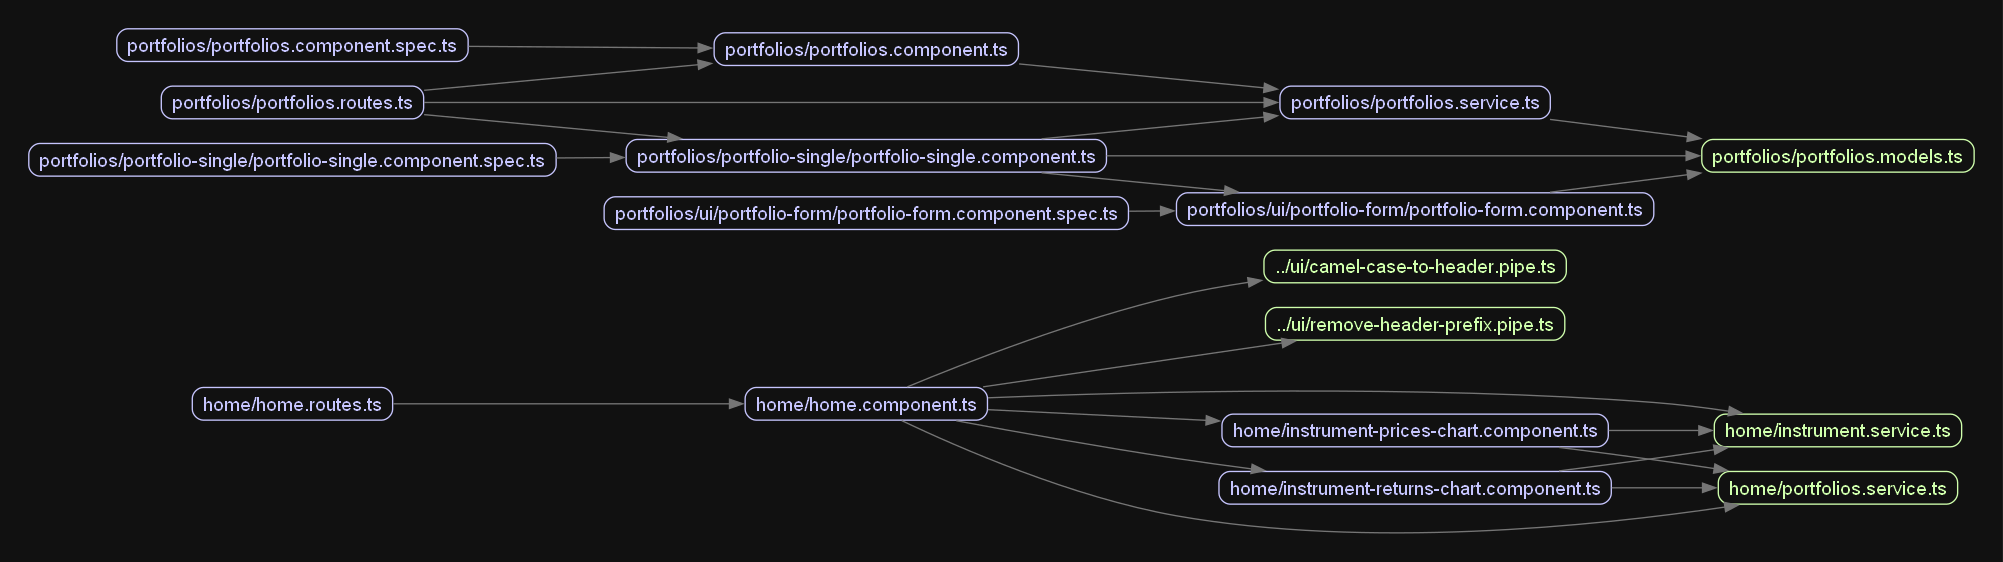 portfolios/portfolios.component.spec.ts
portfolios/portfolios.component.ts
portfolios/portfolios.routes.ts
portfolios/portfolios.service.ts
portfolios/portfolio-single/portfolio-single.component.spec.ts
portfolios/portfolio-single/portfolio-single.component.ts
portfolios/portfolios.models.ts
portfolios/ui/portfolio-form/portfolio-form.component.spec.ts
portfolios/ui/portfolio-form/portfolio-form.component.ts
../ui/camel-case-to-header.pipe.ts
../ui/remove-header-prefix.pipe.ts
home/home.routes.ts
home/home.component.ts
home/instrument-prices-chart.component.ts
home/instrument.service.ts
home/instrument-returns-chart.component.ts
home/portfolios.service.ts